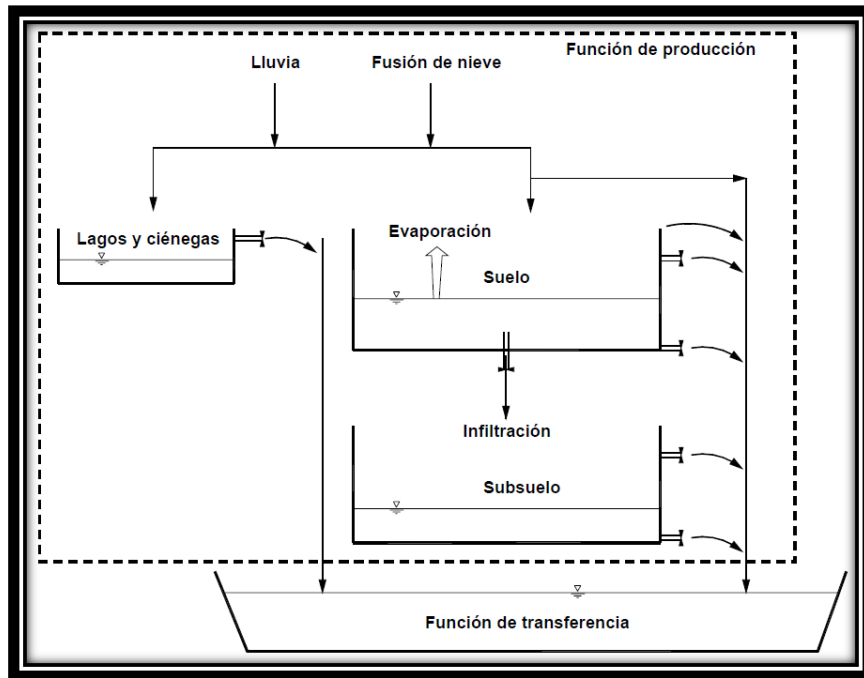 Función de producción
Lluvia
Fusión de nieve
Lagos y ciénegas
Evaporación
Suelo
Infiltración
Subsuelo
Función de transferencia